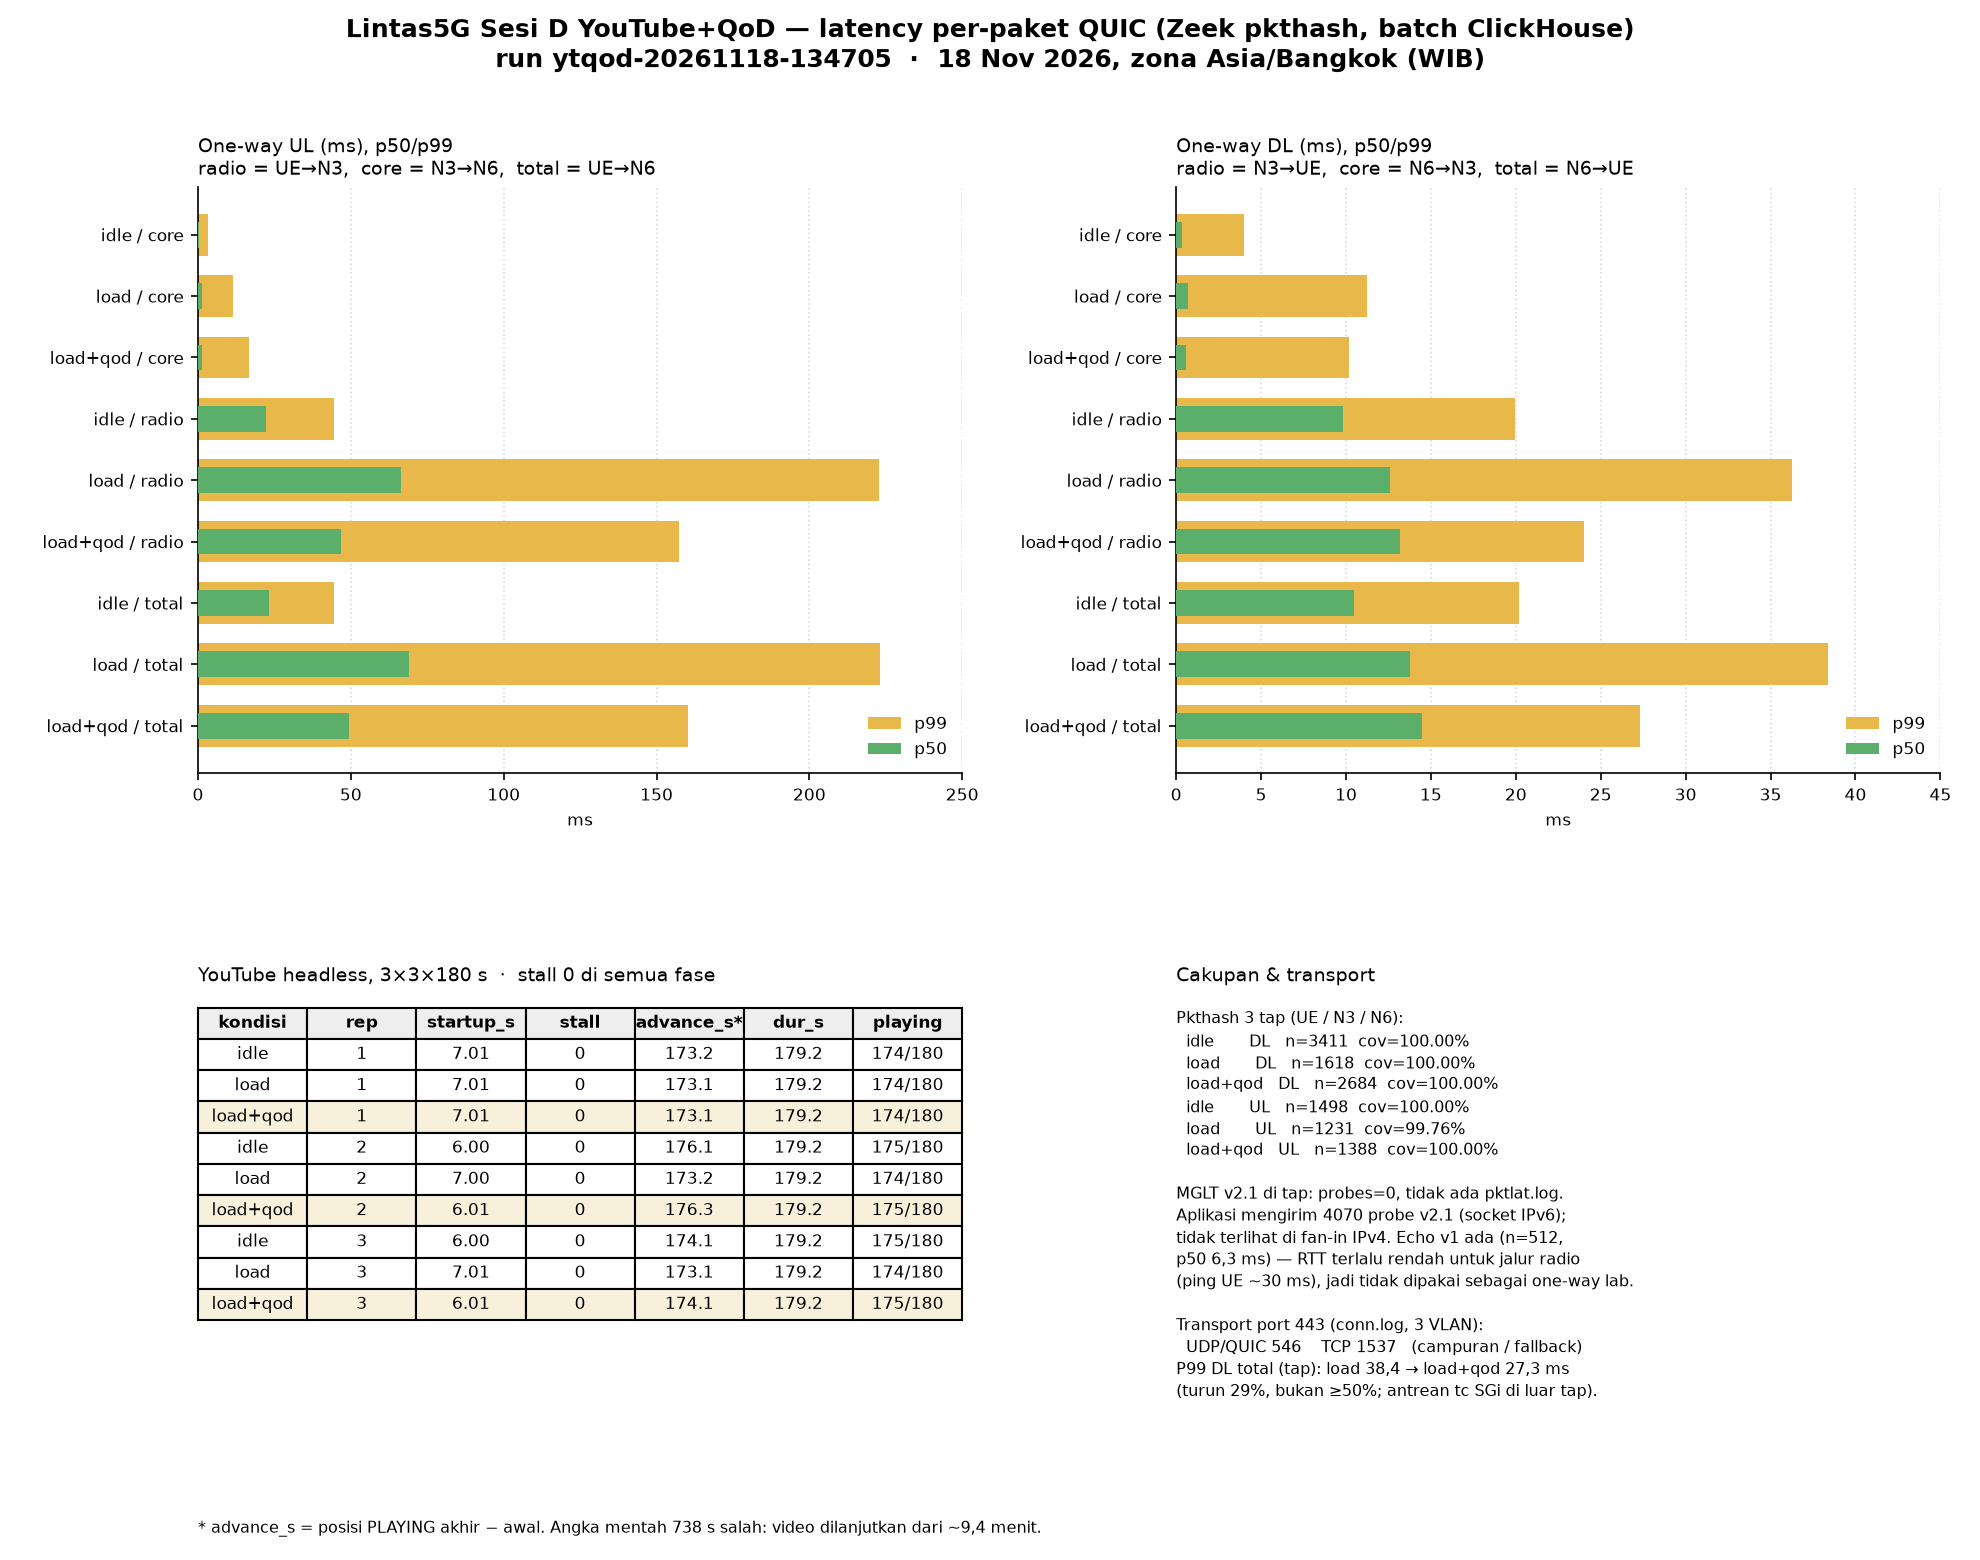 Lintas5G Sesi D YouTube+QoD — latency per-paket QUIC (Zeek pkthash, batch ClickHouse)
run ytqod-20261118-134705 · 18 Nov 2026, zona Asia/Bangkok (WIB)
One-way UL (ms), p50/p99
radio = UE→N3, core = N3→N6, total = UE→N6
idle / core
load / core
load+qod / core
idle / radio
load / radio
load+qod / radio
idle / total
load / total
load+qod / total
p99
p50
0 50 100 150 200 250
ms
One-way DL (ms), p50/p99
radio = N3→UE, core = N6→N3, total = N6→UE
idle / core
load / core
load+qod / core
idle / radio
load / radio
load+qod / radio
idle / total
load / total
load+qod / total
p99
p50
0 5 10 15 20 25 30 35 40 45
ms
YouTube headless, 3×3×180 s · stall 0 di semua fase
kondisi rep startup_s stall advance_s* dur_s playing
idle 1 7.01 0 173.2 179.2 174/180
load 1 7.01 0 173.1 179.2 174/180
load+qod 1 7.01 0 173.1 179.2 174/180
idle 2 6.00 0 176.1 179.2 175/180
load 2 7.00 0 173.2 179.2 174/180
load+qod 2 6.01 0 176.3 179.2 175/180
idle 3 6.00 0 174.1 179.2 175/180
load 3 7.01 0 173.1 179.2 174/180
load+qod 3 6.01 0 174.1 179.2 175/180
Cakupan & transport
Pkthash 3 tap (UE / N3 / N6):
idle DL n=3411 cov=100.00%
load DL n=1618 cov=100.00%
load+qod DL n=2684 cov=100.00%
idle UL n=1498 cov=100.00%
load UL n=1231 cov=99.76%
load+qod UL n=1388 cov=100.00%
MGLT v2.1 di tap: probes=0, tidak ada pktlat.log.
Aplikasi mengirim 4070 probe v2.1 (socket IPv6);
tidak terlihat di fan-in IPv4. Echo v1 ada (n=512,
p50 6,3 ms) — RTT terlalu rendah untuk jalur radio
(ping UE ~30 ms), jadi tidak dipakai sebagai one-way lab.
Transport port 443 (conn.log, 3 VLAN):
UDP/QUIC 546 TCP 1537 (campuran / fallback)
P99 DL total (tap): load 38,4 → load+qod 27,3 ms
(turun 29%, bukan ≥50%; antrean tc SGi di luar tap).
* advance_s = posisi PLAYING akhir − awal. Angka mentah 738 s salah: video dilanjutkan dari ~9,4 menit.